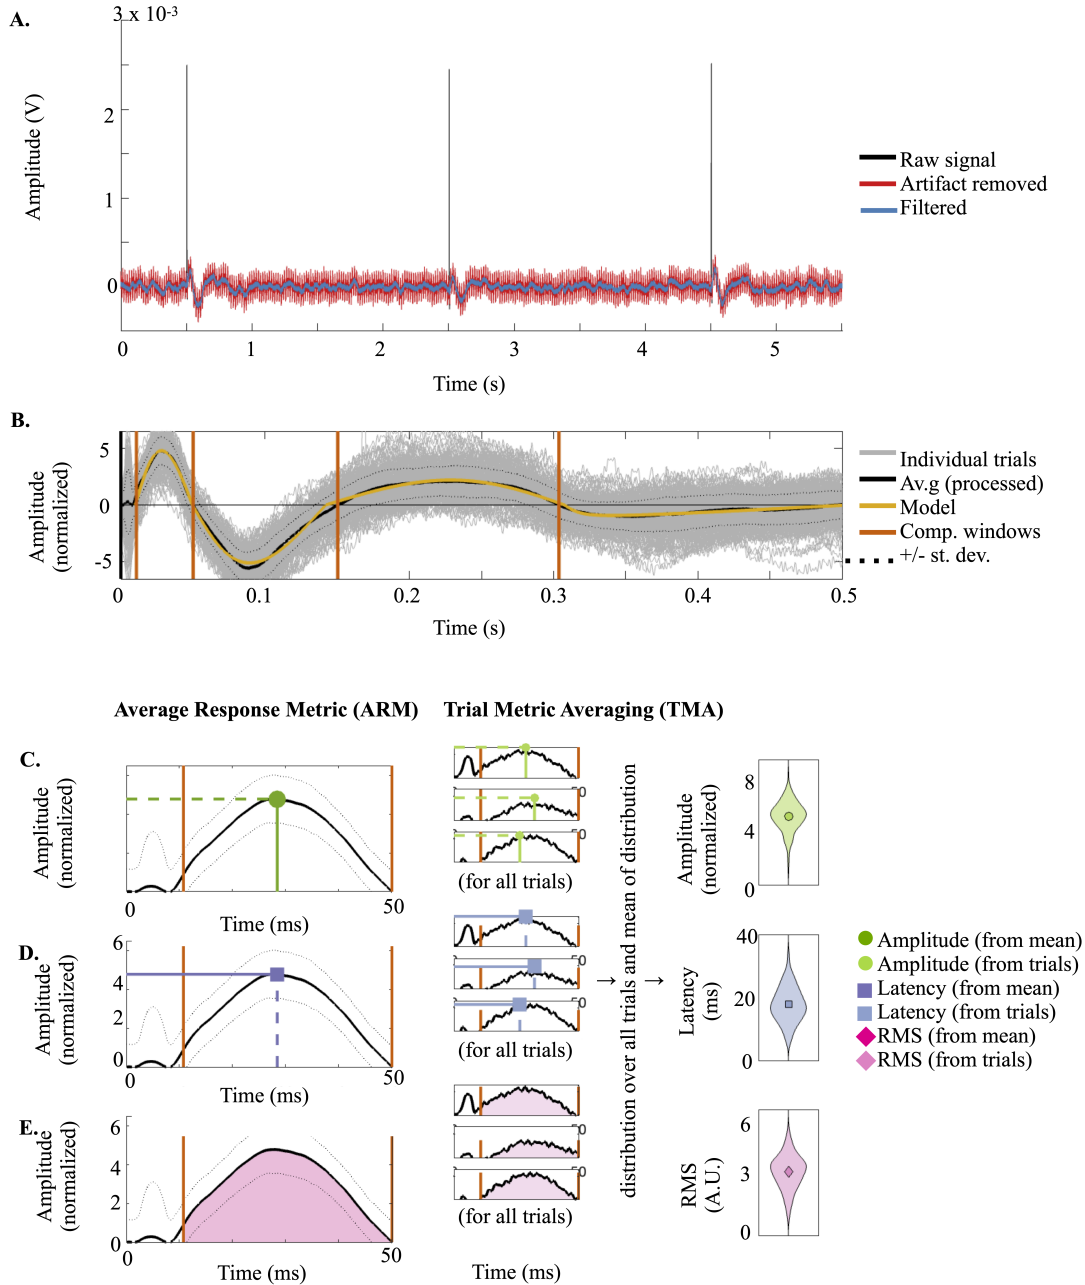 A.
3 x 10-3
2
1
0
Amplitude (V)
0 1 2 3 4 5
Time (s)
Raw signal
Artifact removed
Filtered
B.
5
0
-5
Amplitude
(normalized)
0 0.1 0.2 0.3 0.4 0.5
Time (s)
Individual trials
Av.g (processed)
Model
Comp. windows
+/- st. dev.
Average Response Metric (ARM)
Trial Metric Averaging (TMA)
C.
Amplitude
(normalized)
0 50
Time (ms)
(for all trials)
D.
6
4
2
0
Amplitude
(normalized)
0 50
Time (ms)
(for all trials)
E.
6
4
2
0
Amplitude
(normalized)
0 50
Time (ms)
(for all trials)
Time (ms)
distribution over all trials and mean of distribution
→ →
8
4
0
Amplitude
(normalized)
40
20
0
Latency
(ms)
6
3
0
RMS
(A.U.)
Amplitude (from mean)
Amplitude (from trials)
Latency (from mean)
Latency (from trials)
RMS (from mean)
RMS (from trials)